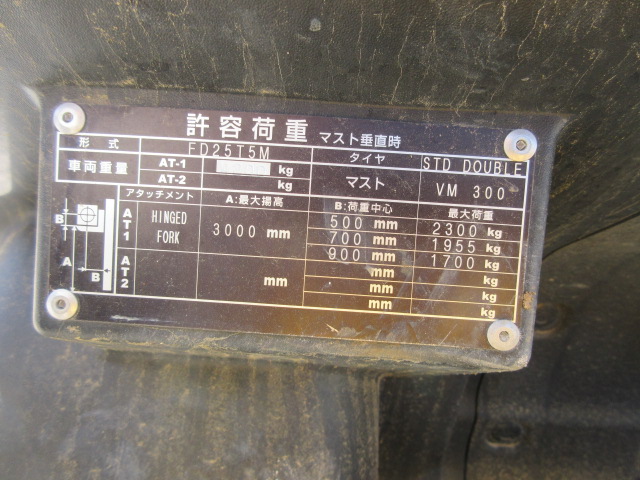 許容荷重 マスト垂直時
形式 FD25T5M タイヤ STD DOUBLE
車両重量 AT-1 kg マスト VM 300
AT-2 kg
アタッチメント A:最大揚高 B:荷重中心 最大荷重
AT1 HINGED FORK 3000 mm 500 mm 2300 kg
700 mm 1955 kg
900 mm 1700 kg
AT2 mm mm kg
mm kg
mm kg
B
A
B